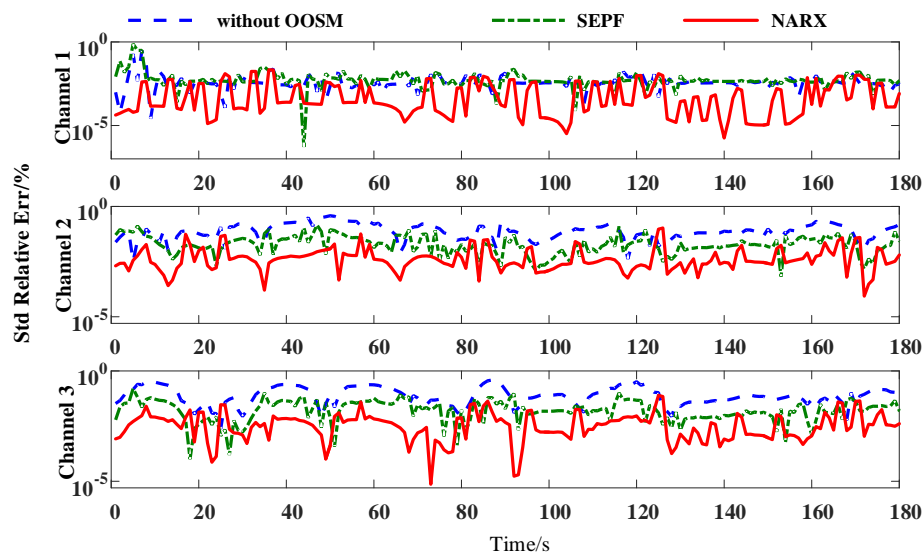 without OOSM SEPF NARX
Std Relative Err/%
Channel 1
10^0
10^-5
0 20 40 60 80 100 120 140 160 180
Channel 2
10^0
10^-5
0 20 40 60 80 100 120 140 160 180
Channel 3
10^0
10^-5
0 20 40 60 80 100 120 140 160 180
Time/s